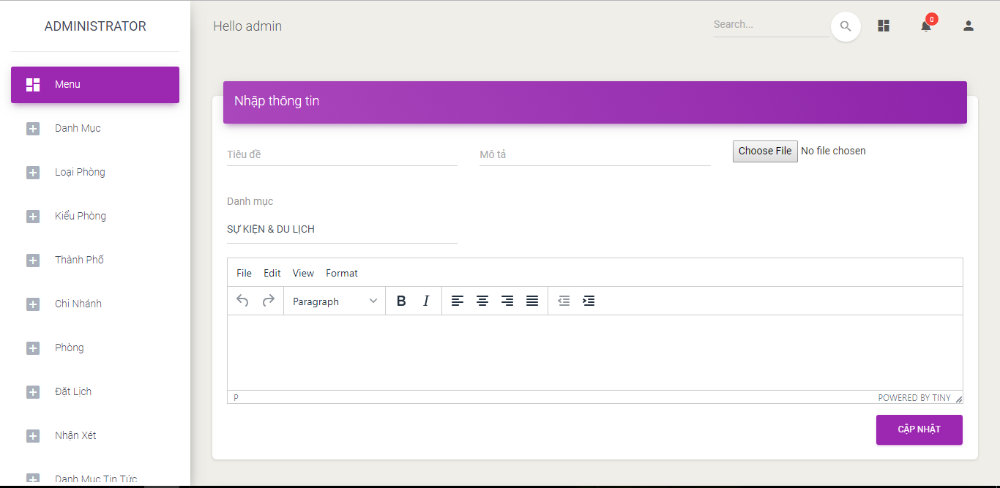 ADMINISTRATOR
Hello admin
Search...
0
Menu
Danh Mục
Loại Phòng
Kiểu Phòng
Thành Phố
Chi Nhánh
Phòng
Đặt Lịch
Nhận Xét
Danh Mục Tin Tức
Nhập thông tin
Tiêu đề
Mô tả
Choose File No file chosen
Danh mục
SỰ KIỆN & DU LỊCH
File Edit View Format
Paragraph B I
P
POWERED BY TINY
CẬP NHẬT